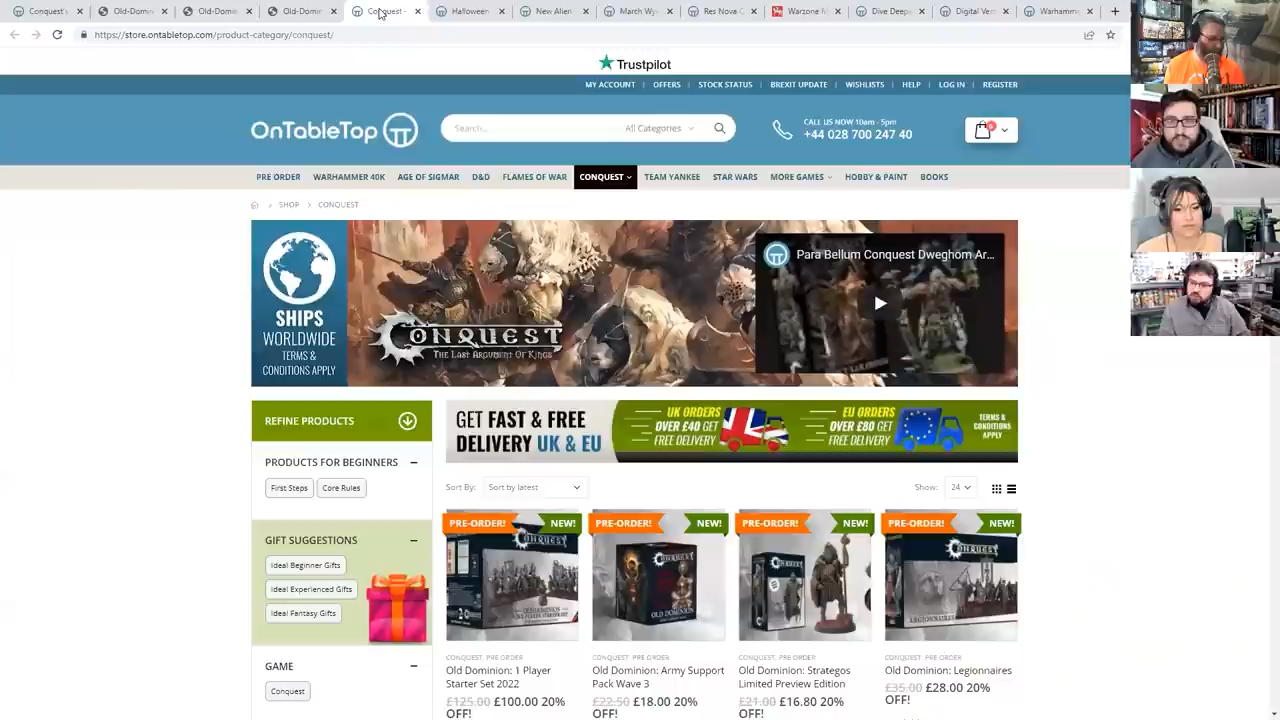 Conquest's
Old-Domi
Old-Domin
Conquest -
Halloween
New Alien
March Wy
Res Nova C
Warzone
Dive Deep
Digital Ver
Warhamm
https://store.ontabletop.com/product-category/conquest/
Trustpilot
MY ACCOUNT | OFFERS | STOCK STATUS | BREXIT UPDATE | WISHLISTS | HELP | LOG IN | REGISTER
OnTableTop
Search...
All Categories
CALL US NOW 10am - 5pm
+44 028 700 247 40
PRE ORDER WARHAMMER 40K AGE OF SIGMAR D&D FLAMES OF WAR CONQUEST TEAM YANKEE STAR WARS MORE GAMES HOBBY & PAINT BOOKS
SHOP > CONQUEST
SHIPS
WORLDWIDE
TERMS &
CONDITIONS APPLY
CONQUEST
THE LAST ARGUMENT OF KINGS
Para Bellum Conquest Dweghom Ar...
REFINE PRODUCTS
PRODUCTS FOR BEGINNERS
First Steps Core Rules
GIFT SUGGESTIONS
Ideal Beginner Gifts
Ideal Experienced Gifts
Ideal Fantasy Gifts
GAME
Conquest
GET FAST & FREE
DELIVERY UK & EU
UK ORDERS
OVER £40 GET
FREE DELIVERY
EU ORDERS
OVER £80 GET
FREE DELIVERY
TERMS &
CONDITIONS
APPLY
Sort By: Sort by latest
Show: 24
PRE-ORDER! NEW!
CONQUEST
CONQUEST, PRE ORDER
Old Dominion: 1 Player
Starter Set 2022
£125.00 £100.00 20%
OFF!
PRE-ORDER! NEW!
CONQUEST
OLD DOMINION
CONQUEST, PRE ORDER
Old Dominion: Army Support
Pack Wave 3
£22.50 £18.00 20%
OFF!
PRE-ORDER! NEW!
CONQUEST
CONQUEST, PRE ORDER
Old Dominion: Strategos
Limited Preview Edition
£21.00 £16.80 20%
OFF!
PRE-ORDER! NEW!
CONQUEST
LEGIONNAIRES
CONQUEST, PRE ORDER
Old Dominion: Legionnaires
£35.00 £28.00 20%
OFF!